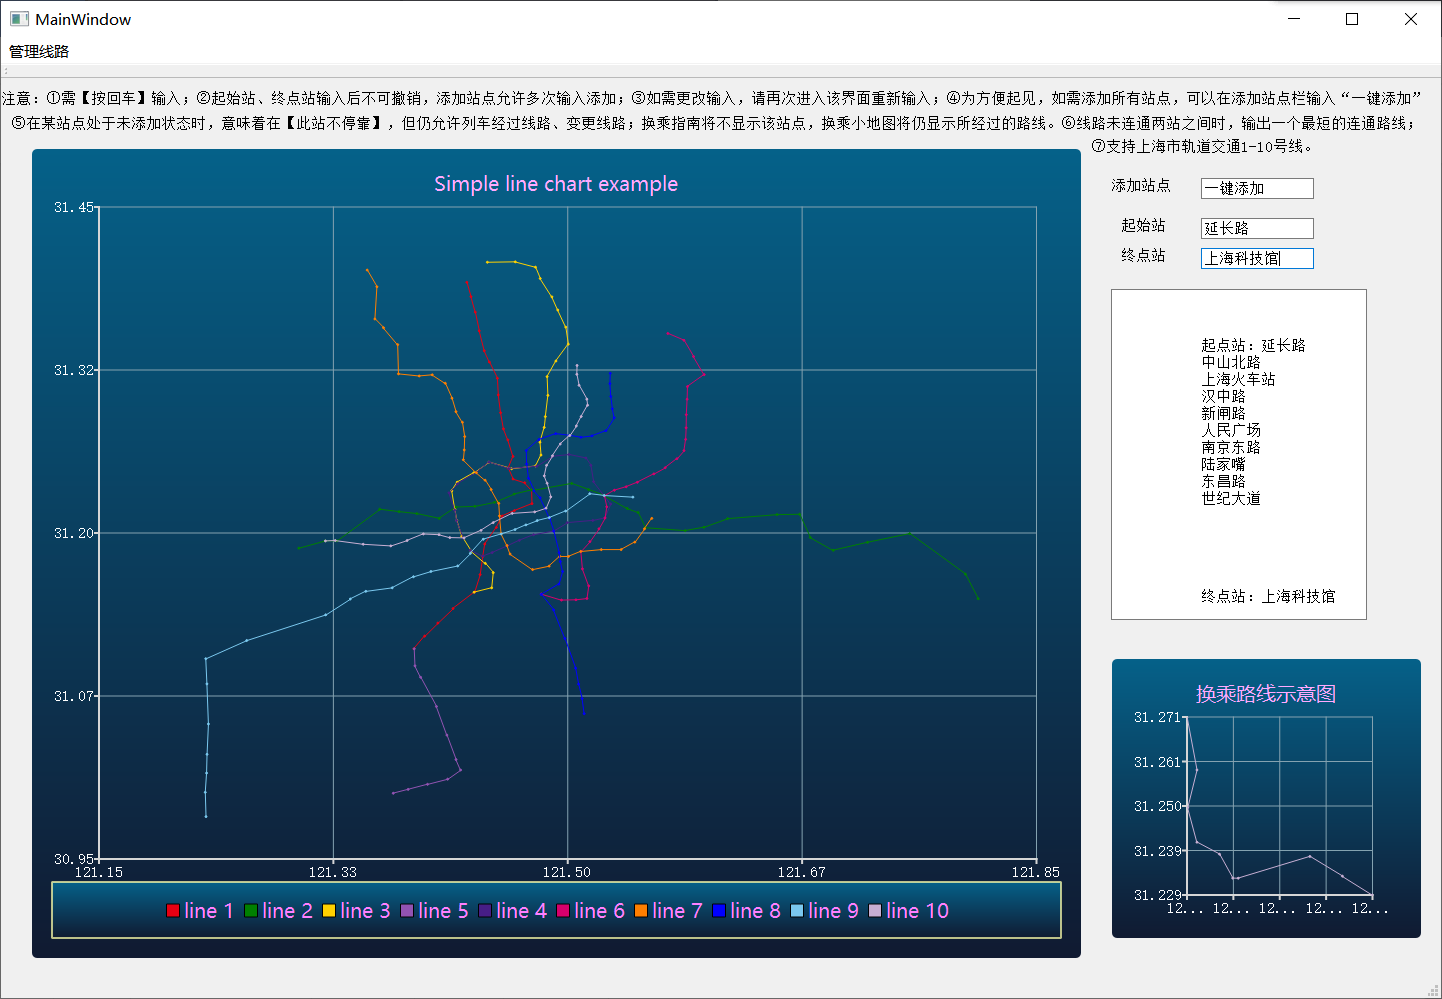 MainWindow
管理线路
注意：①需【按回车】输入；②起始站、终点站输入后不可撤销，添加站点允许多次输入添加；③如需更改输入，请再次进入该界面重新输入；④为方便起见，如需添加所有站点，可以在添加站点栏输入“一键添加”
⑤在某站点处于未添加状态时，意味着在【此站不停靠】，但仍允许列车经过线路、变更线路；换乘指南将不显示该站点，换乘小地图将仍显示所经过的路线。⑥线路未连通两站之间时，输出一个最短的连通路线；
⑦支持上海市轨道交通1-10号线。
Simple line chart example
31.45
31.32
31.20
31.07
30.95
121.15
121.33
121.50
121.67
121.85
line 1
line 2
line 3
line 5
line 4
line 6
line 7
line 8
line 9
line 10
添加站点
一键添加
起始站
延长路
终点站
上海科技馆
起点站：延长路
中山北路
上海火车站
汉中路
新闸路
人民广场
南京东路
陆家嘴
东昌路
世纪大道
终点站：上海科技馆
换乘路线示意图
31.271
31.261
31.250
31.239
31.229
12...
12...
12...
12...
12...